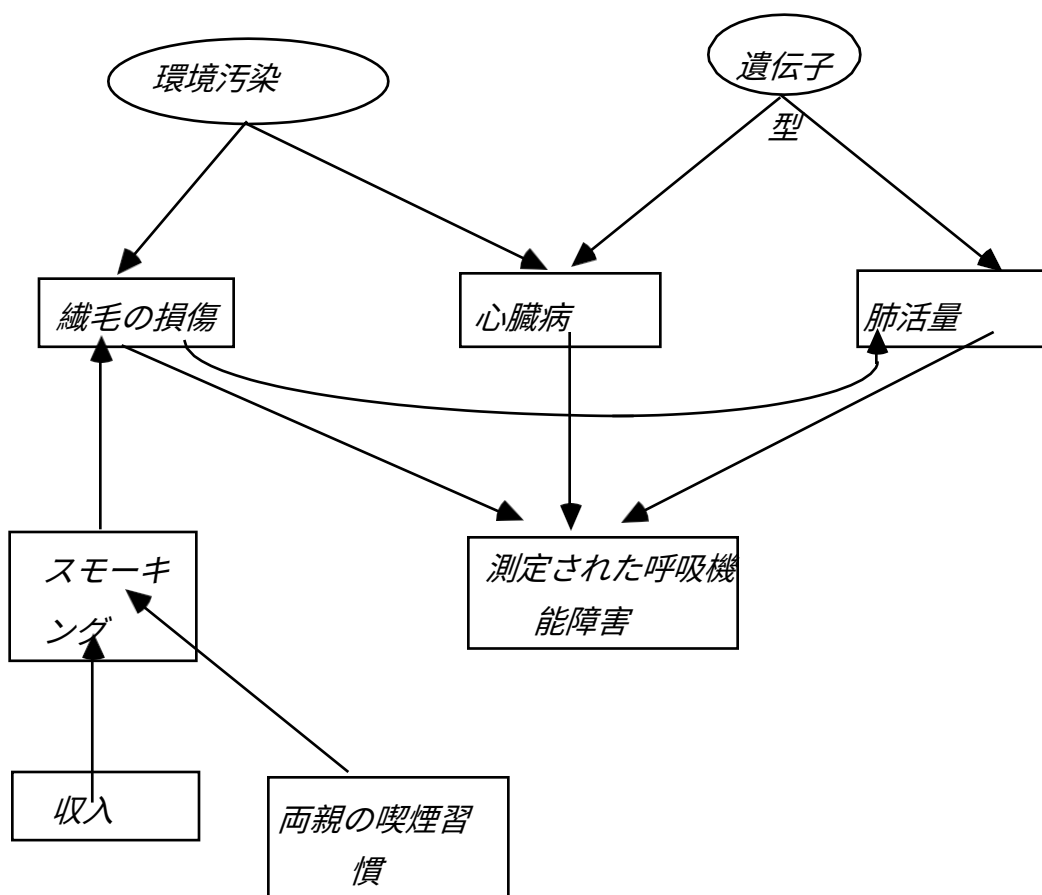 環境汚染
遺伝子
型
繊毛の損傷
心臓病
肺活量
スモーキ
ング
測定された呼吸機
能障害
収入
両親の喫煙習
慣